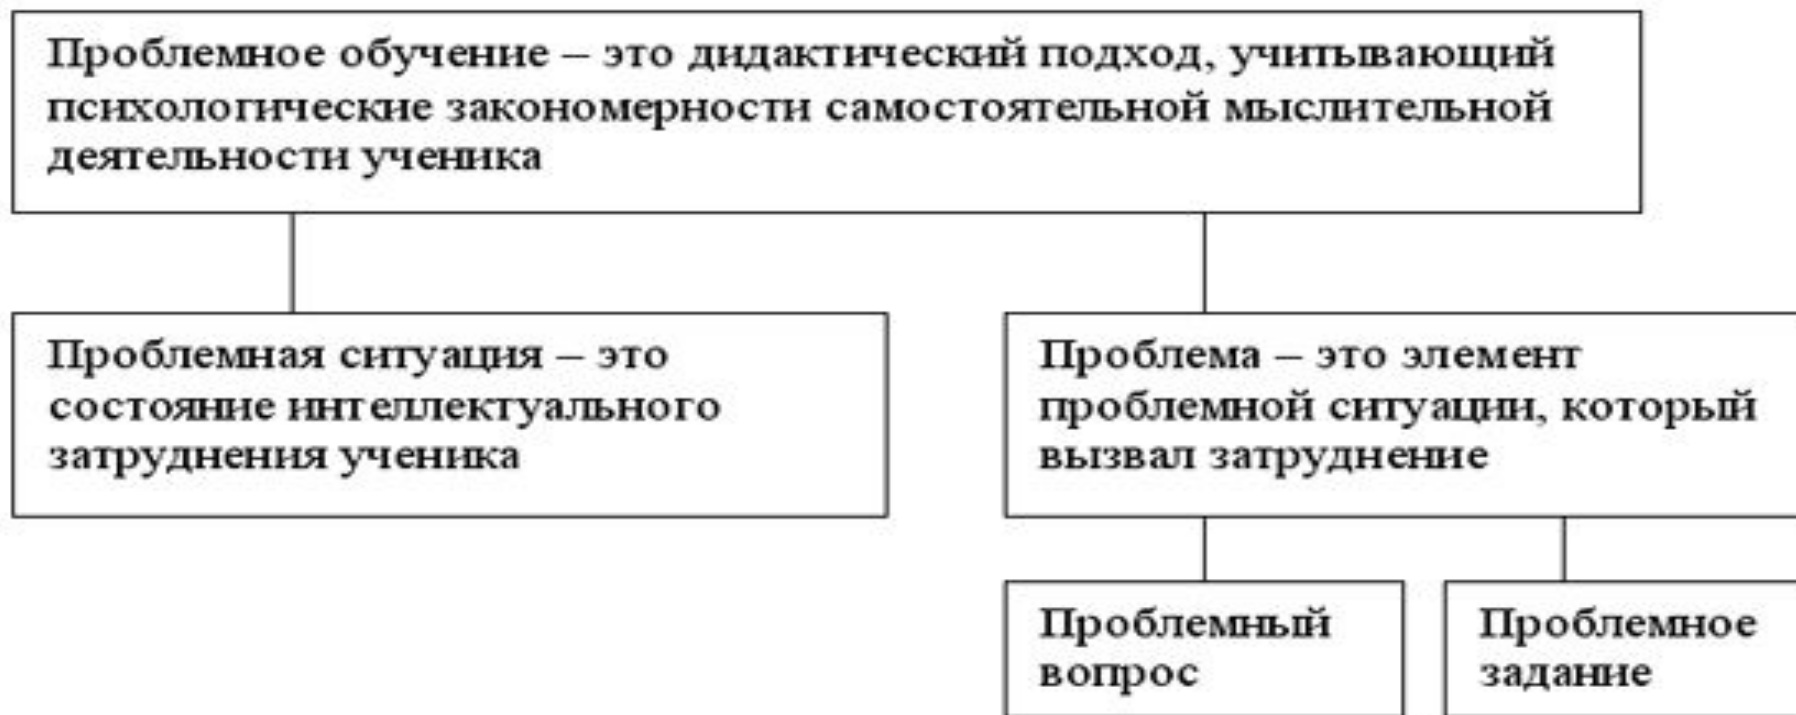 Проблемное обучение – это дидактический подход, учитывающий
психологические закономерности самостоятельной мыслительной
деятельности ученика
Проблемная ситуация – это
состояние интеллектуального
затруднения ученика
Проблема – это элемент
проблемной ситуации, который
вызвал затруднение
Проблемный
вопрос
Проблемное
задание